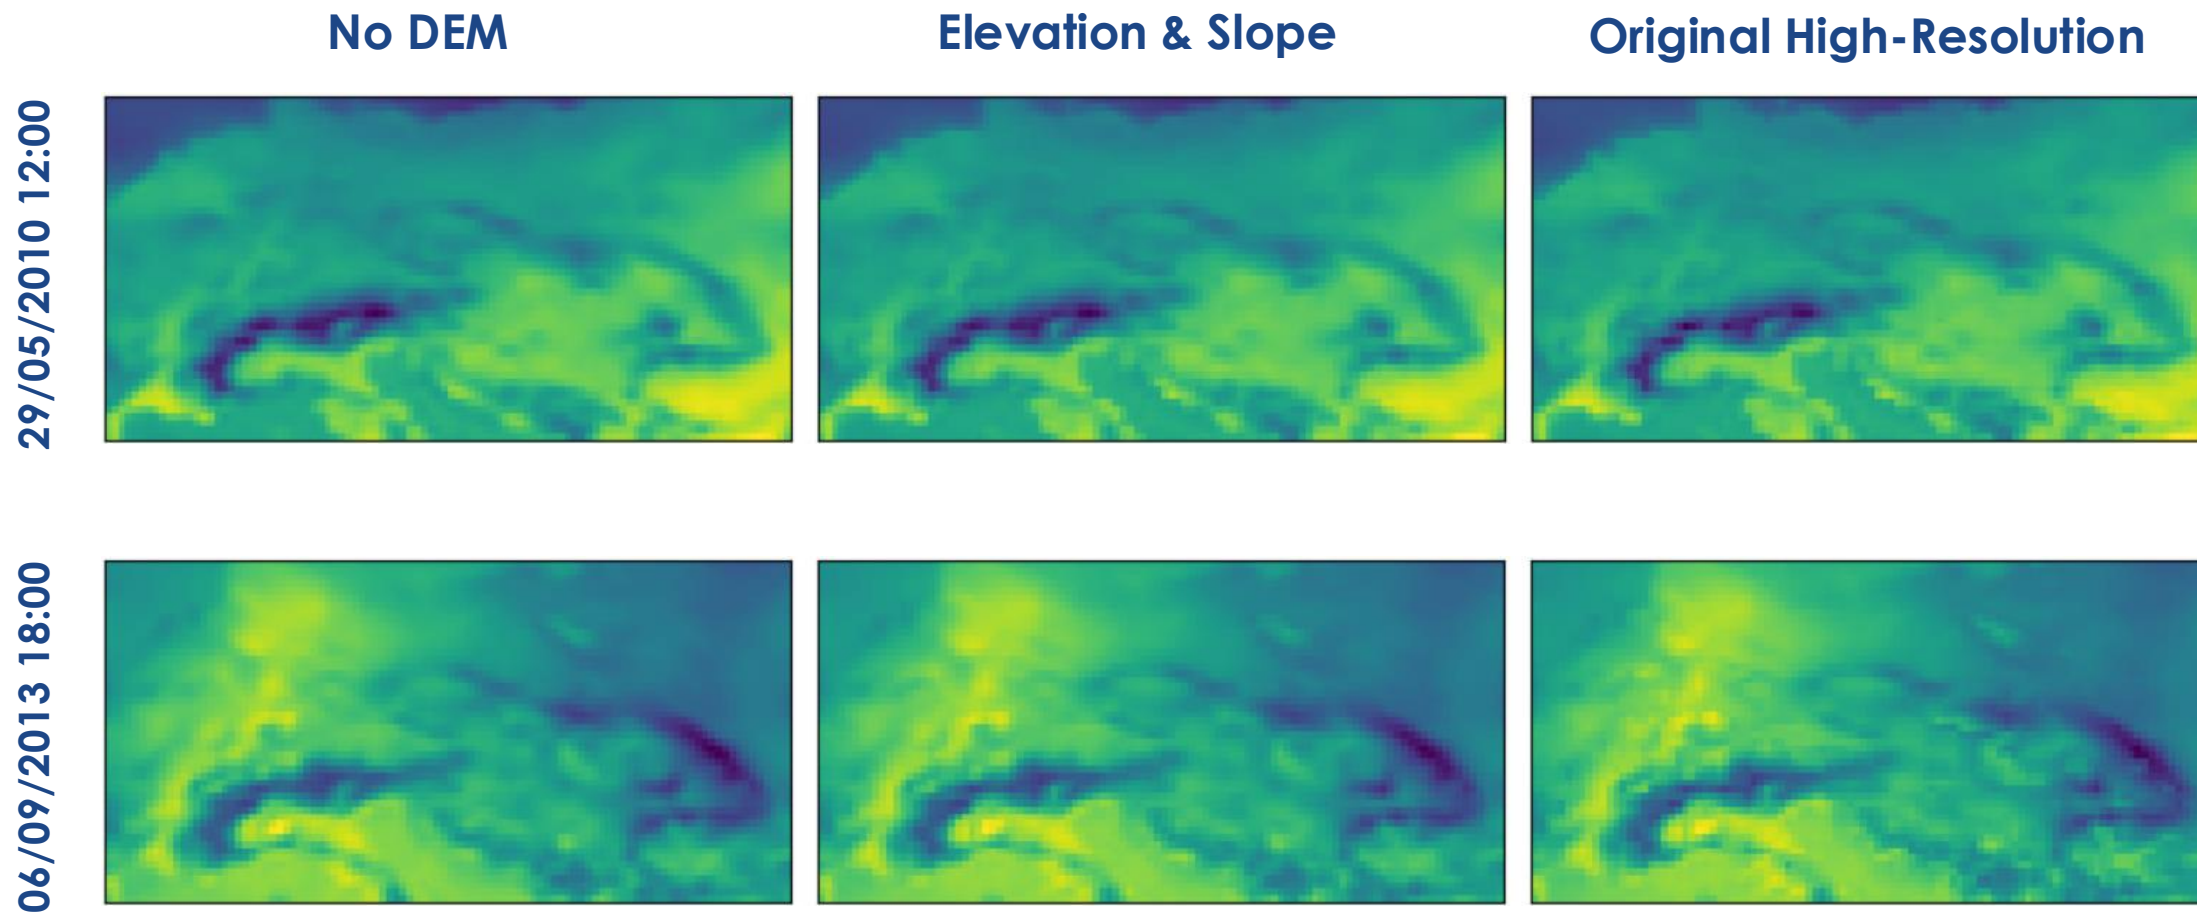 No DEM
Elevation & Slope
Original High-Resolution
29/05/2010 12:00
06/09/2013 18:00